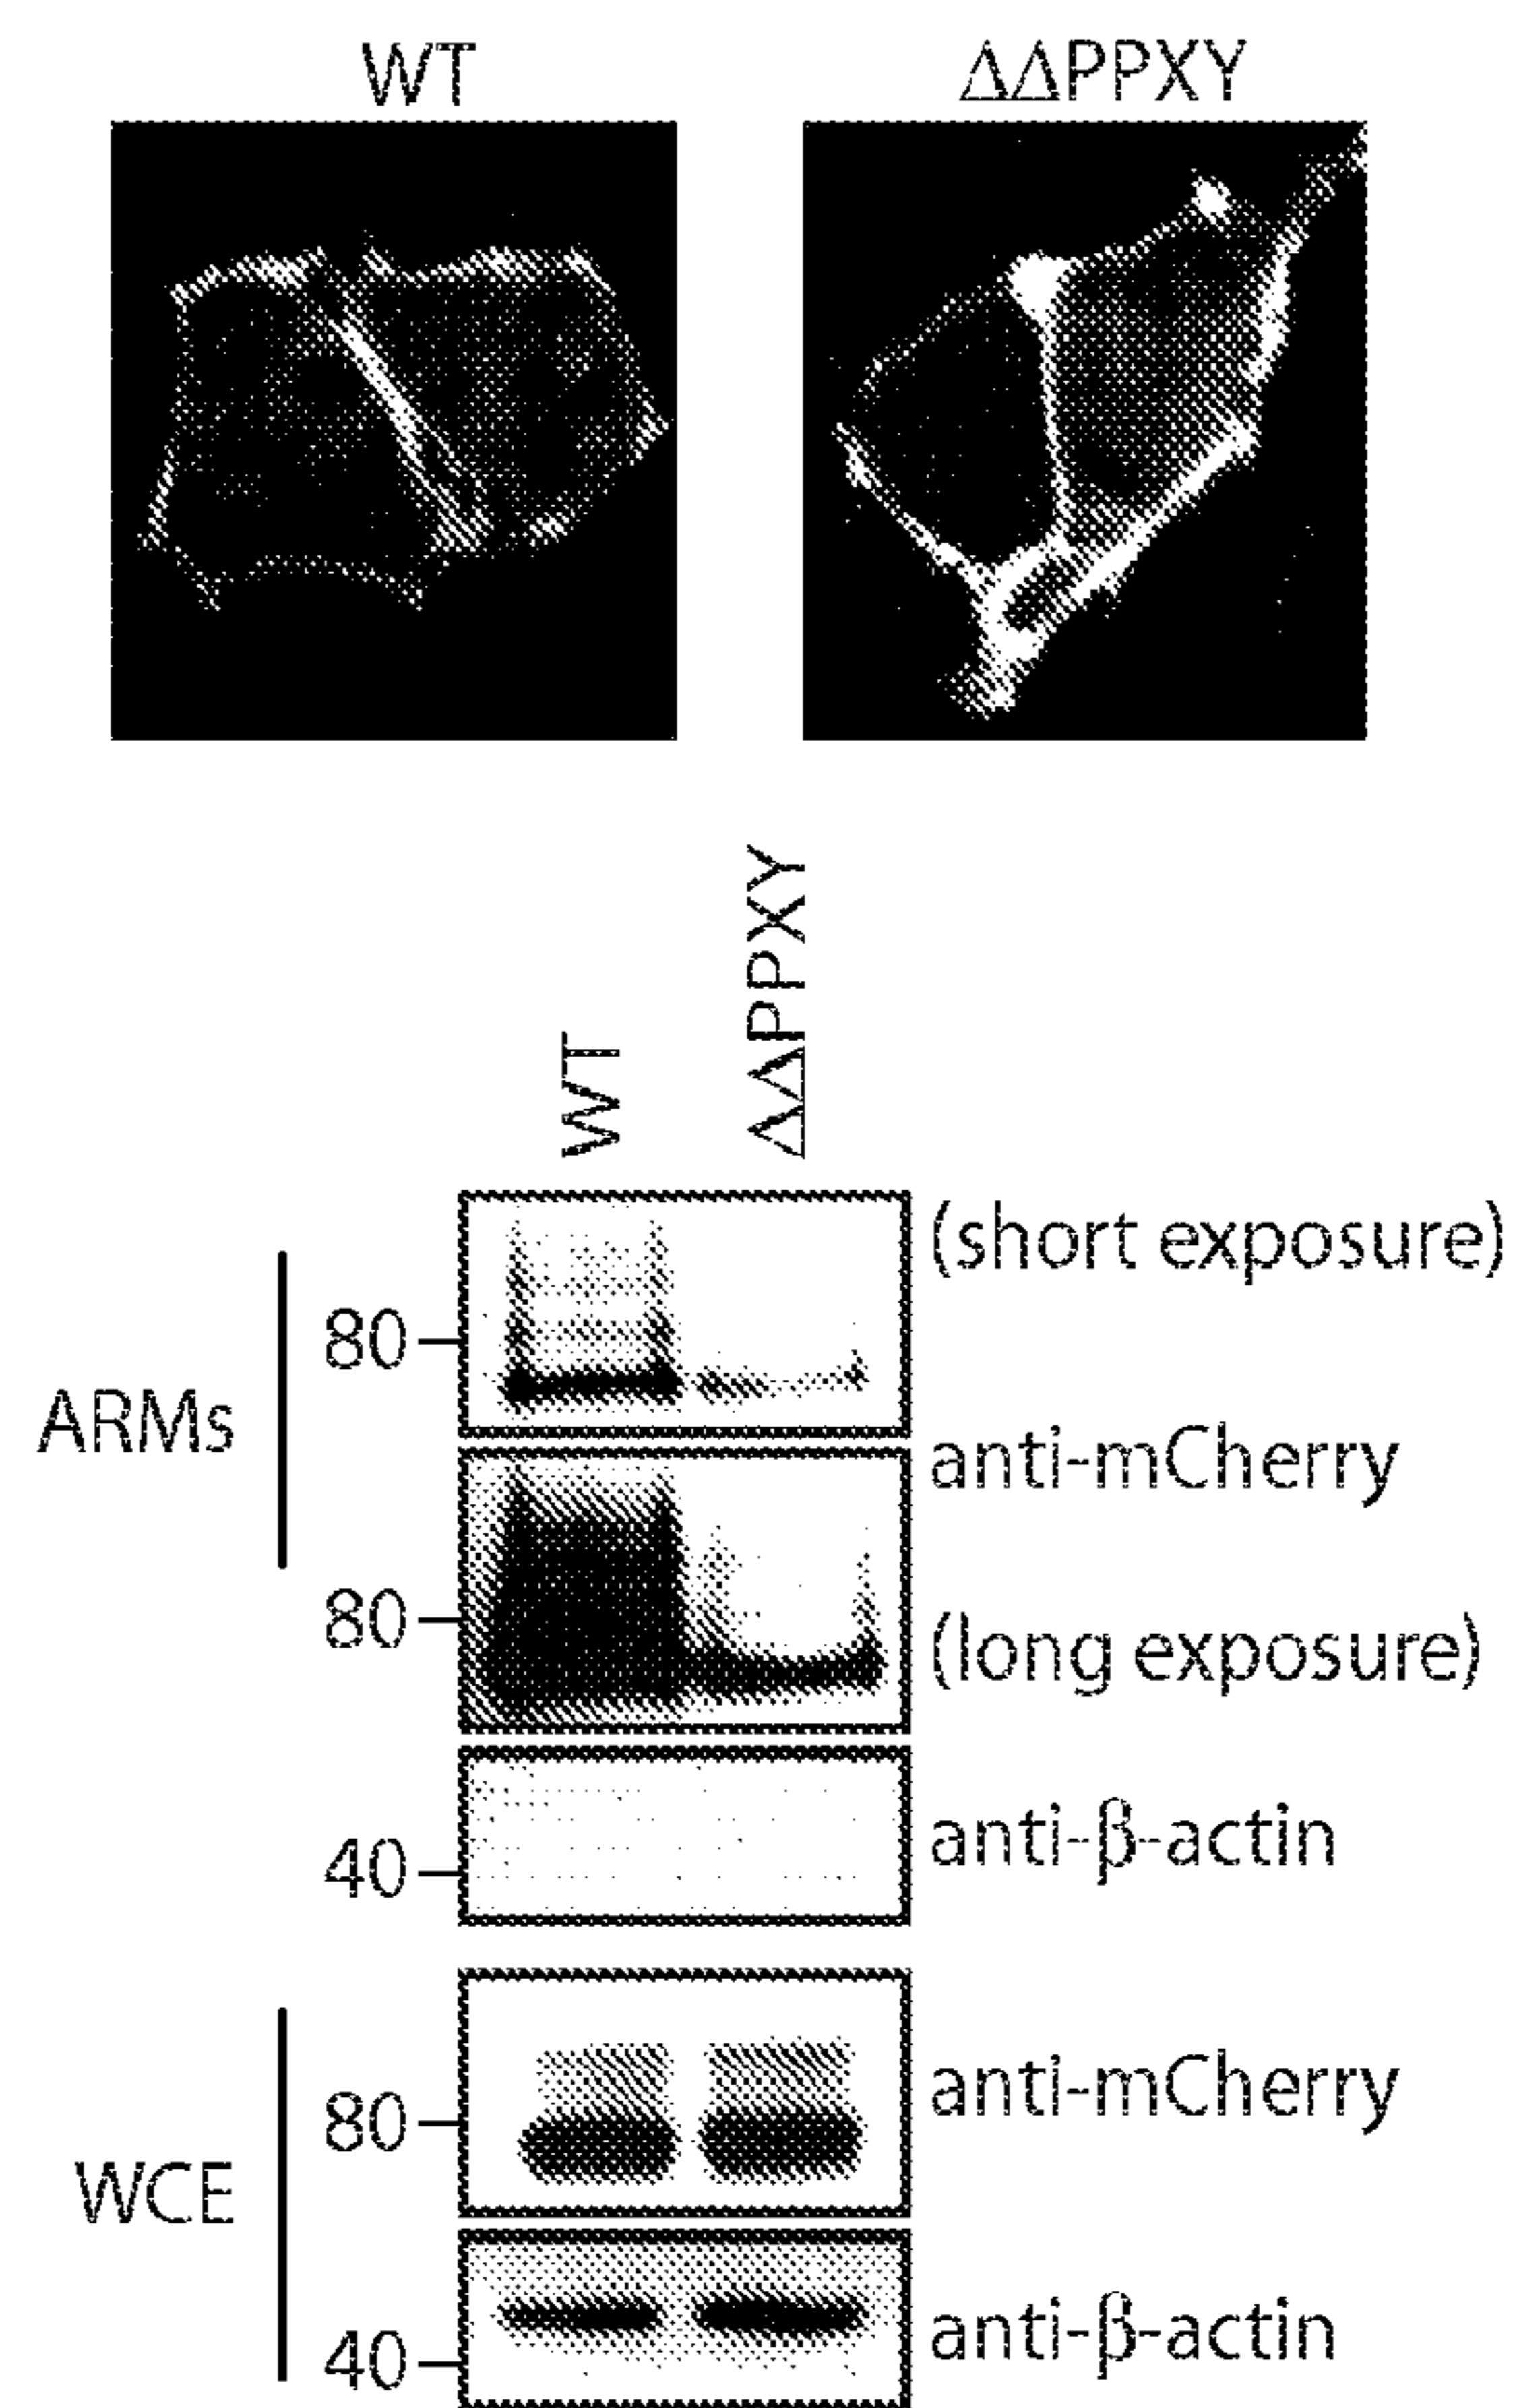 WT
ΔΔPPXY
WT
ΔΔPPXY
ARMs
80
(short exposure)
anti-mCherry
80
(long exposure)
40
anti-β-actin
WCE
80
anti-mCherry
40
anti-β-actin